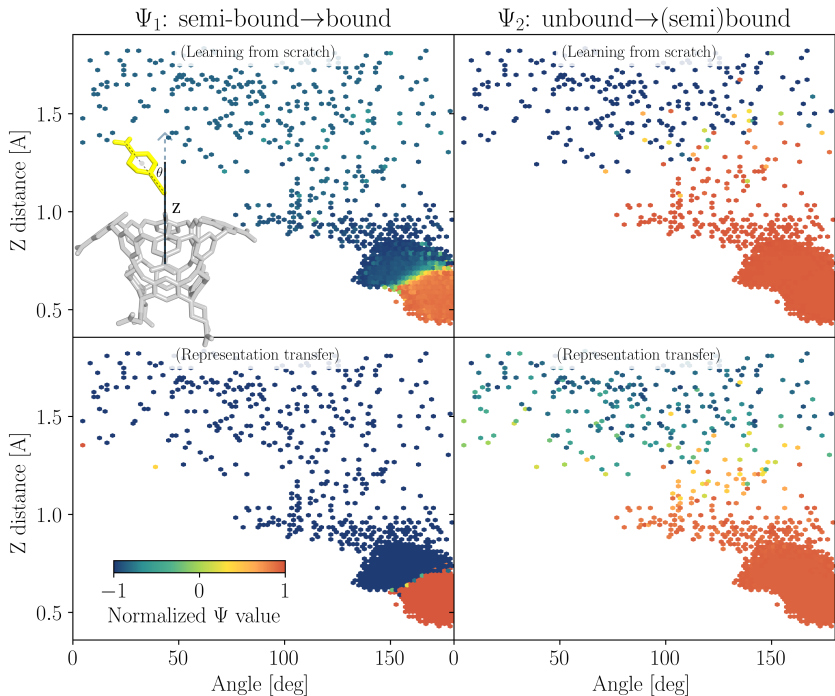 Ψ₁: semi-bound→bound
Ψ₂: unbound→(semi)bound
(Learning from scratch)
(Learning from scratch)
Z distance [A]
1.5
1.0
0.5
θ
Z
(Representation transfer)
(Representation transfer)
Z distance [A]
1.5
1.0
0.5
−1 0 1
Normalized Ψ value
0 50 100 150 0 50 100 150
Angle [deg] Angle [deg]